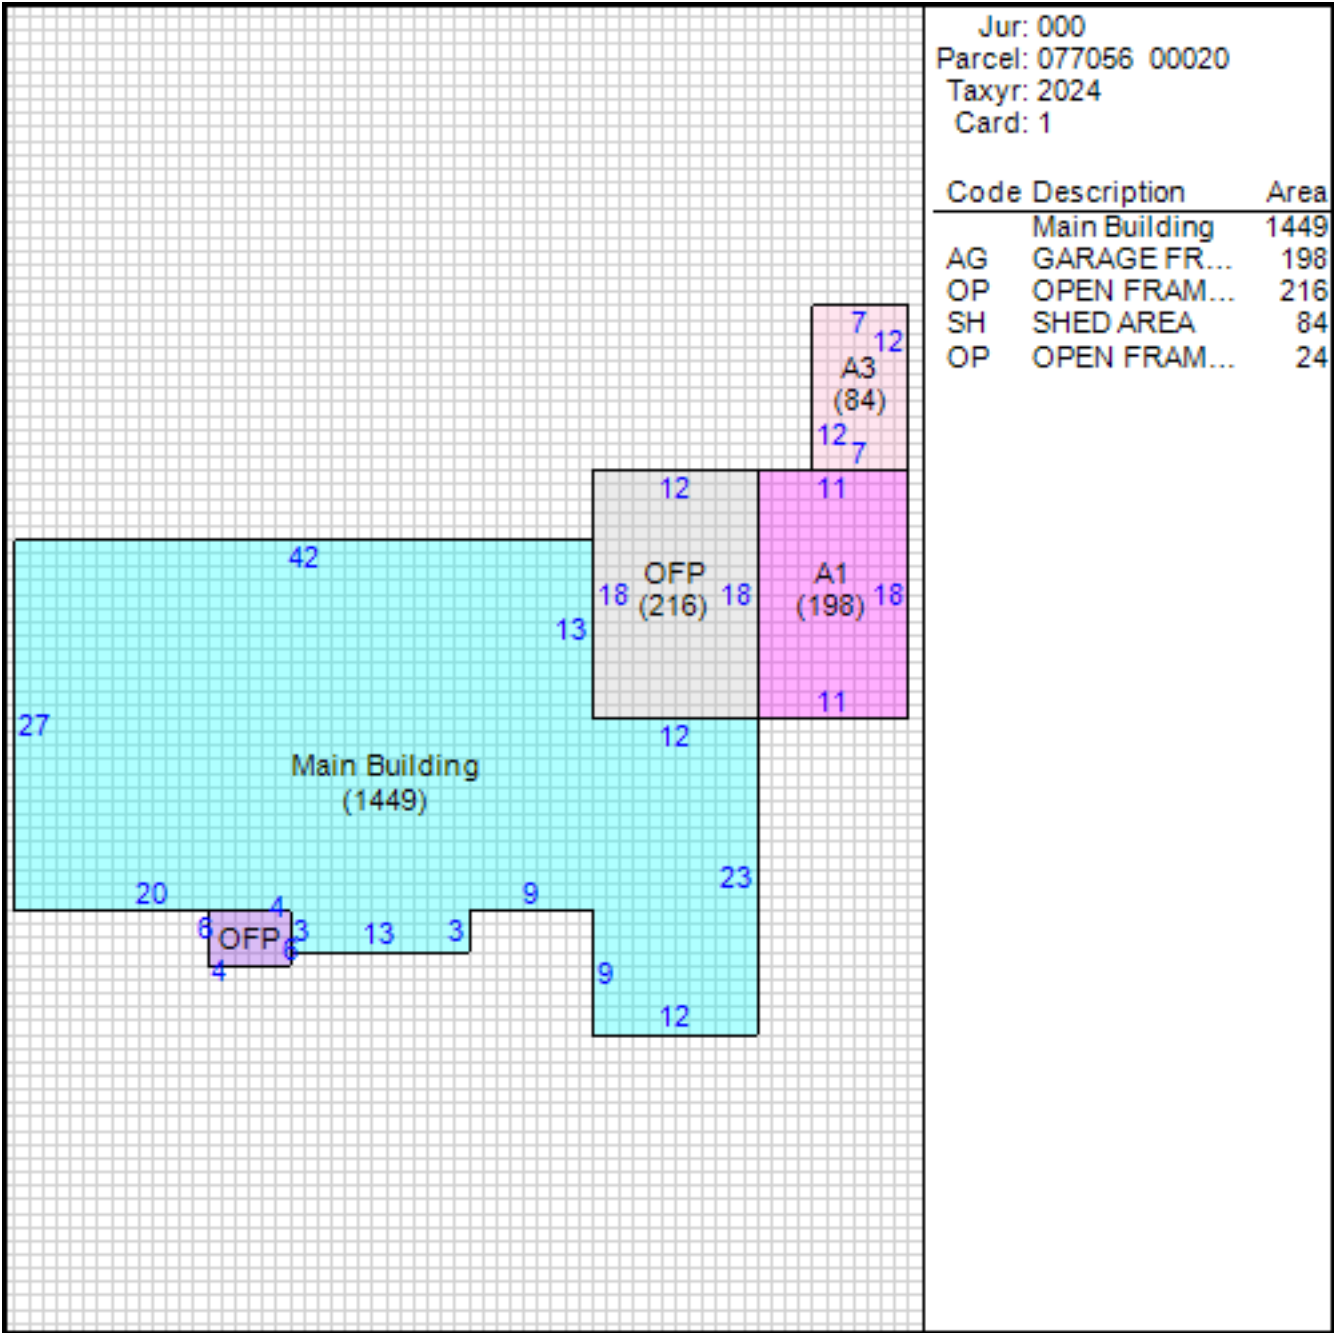 Jur: 000
Parcel: 077056 00020
Taxyr: 2024
Card: 1
Code Description Area
Main Building 1449
AG GARAGE FR... 198
OP OPEN FRAM... 216
SH SHED AREA 84
OP OPEN FRAM... 24
7
12
A3
(84)
12
7
12
11
42
OFP
(216)
18
18
A1
(198)
18
13
11
27
12
Main Building
(1449)
23
20
4
9
6
OFP
3
6
13
3
4
9
12